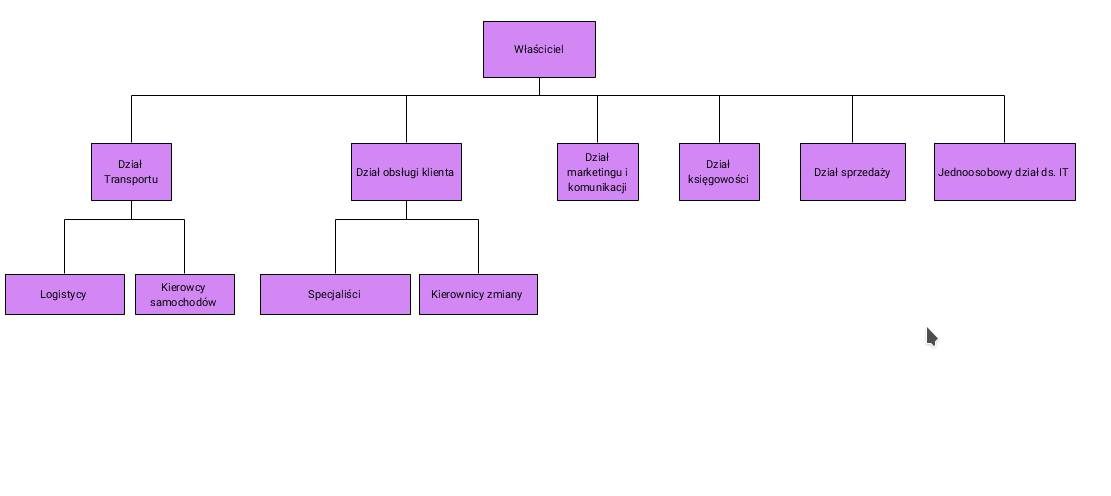 Właściciel
Dział
Transportu
Dział obsługi klienta
Dział
marketingu i
komunikacji
Dział
księgowości
Dział sprzedaży
Jednoosobowy dział ds. IT
Logistycy
Kierowcy
samochodów
Specjaliści
Kierownicy zmiany